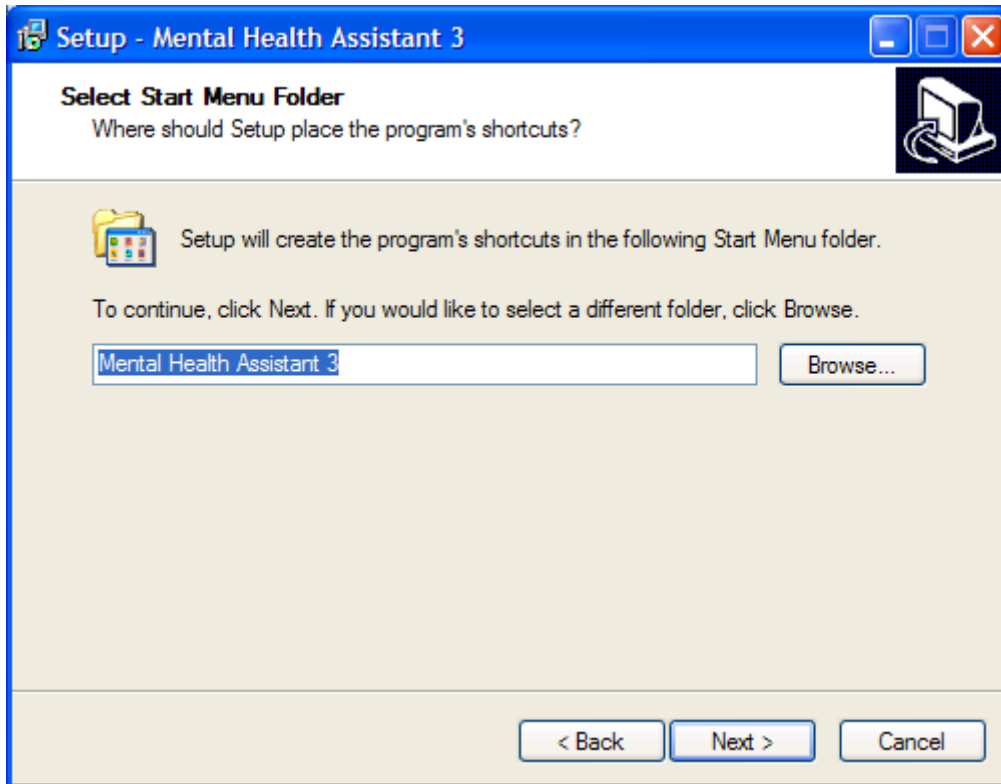 Setup - Mental Health Assistant 3
Select Start Menu Folder
Where should Setup place the program's shortcuts?
Setup will create the program's shortcuts in the following Start Menu folder.
To continue, click Next. If you would like to select a different folder, click Browse.
Mental Health Assistant 3
Browse...
< Back
Next >
Cancel